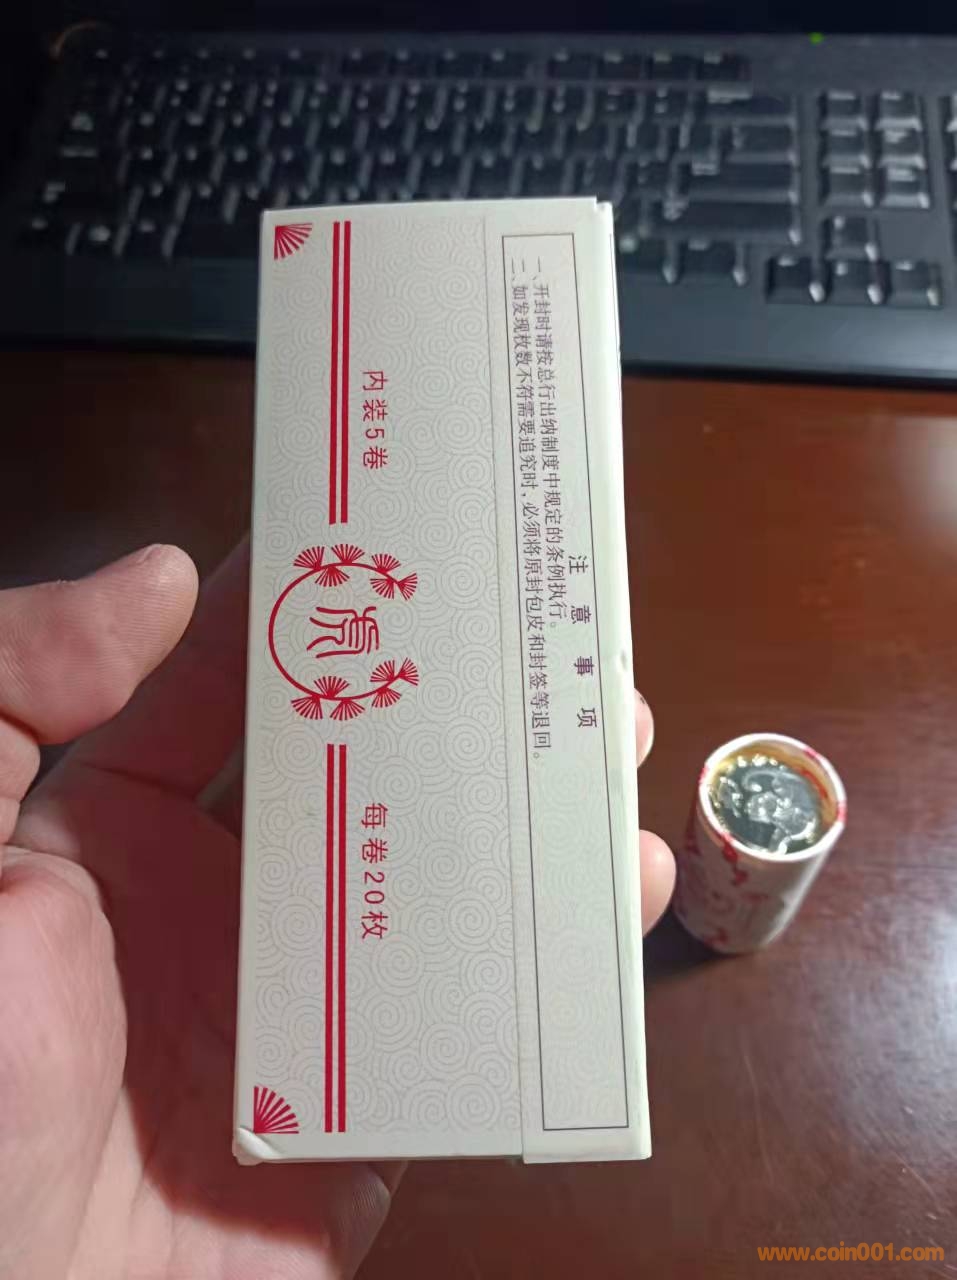 注意事项
一、开封时请按总行出纳制度中规定的条例执行。
二、如发现枚数不符需要追究时、必须将原封包皮和封签等退回。
内装5卷
虎
每卷20枚
www.coin001.com